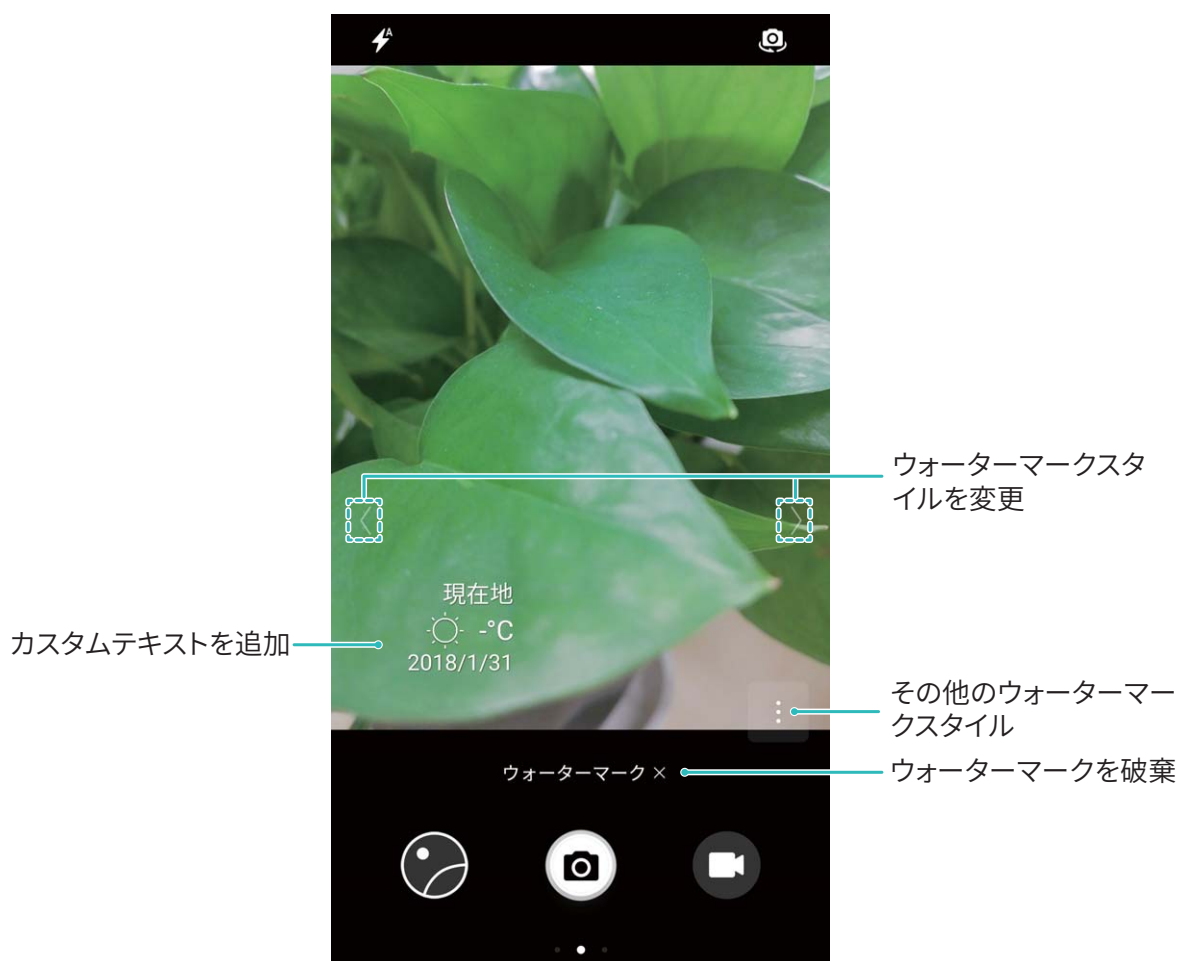 A
ウォーターマークスタ
イルを変更
現在地
-°C
2018/1/31
カスタムテキストを追加
その他のウォーターマー
クスタイル
ウォーターマーク ×
ウォーターマークを破棄